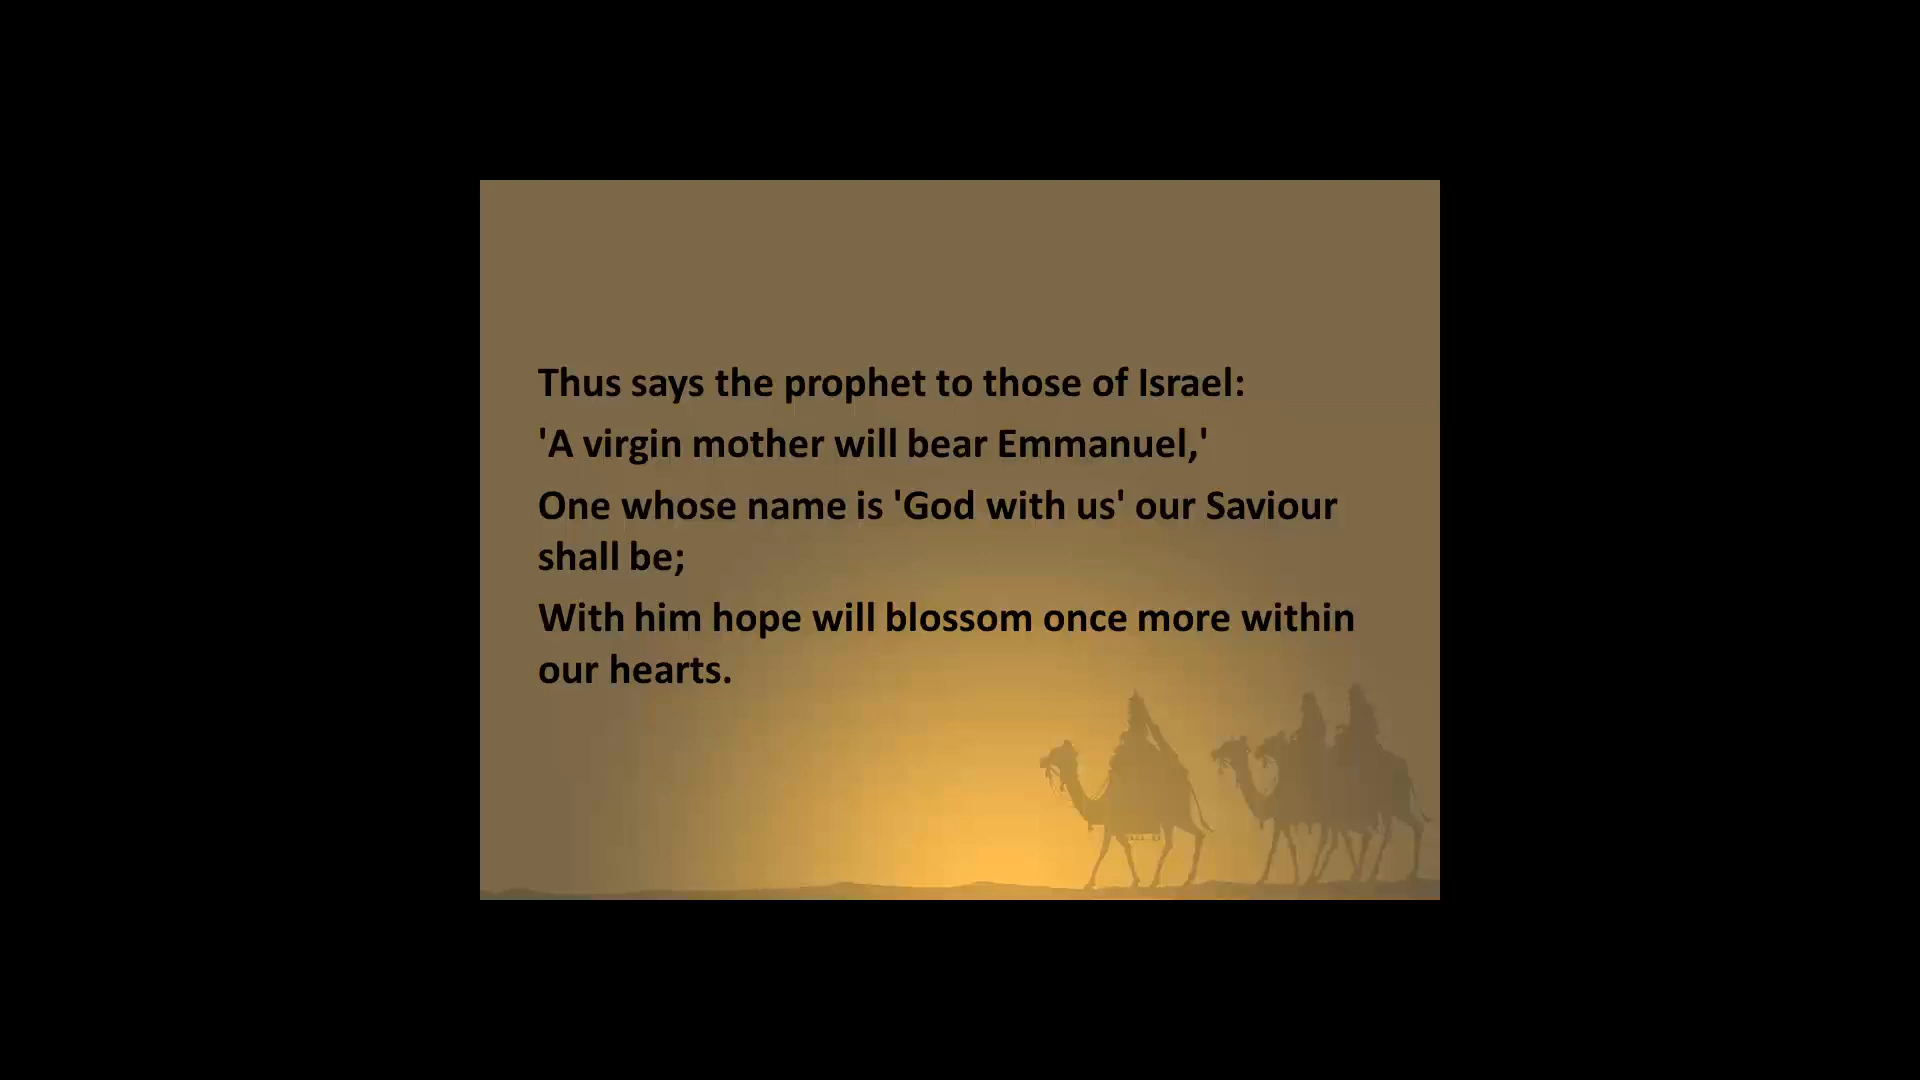 Thus says the prophet to those of Israel:
'A virgin mother will bear Emmanuel,'
One whose name is 'God with us' our Saviour
shall be;
With him hope will blossom once more within
our hearts.